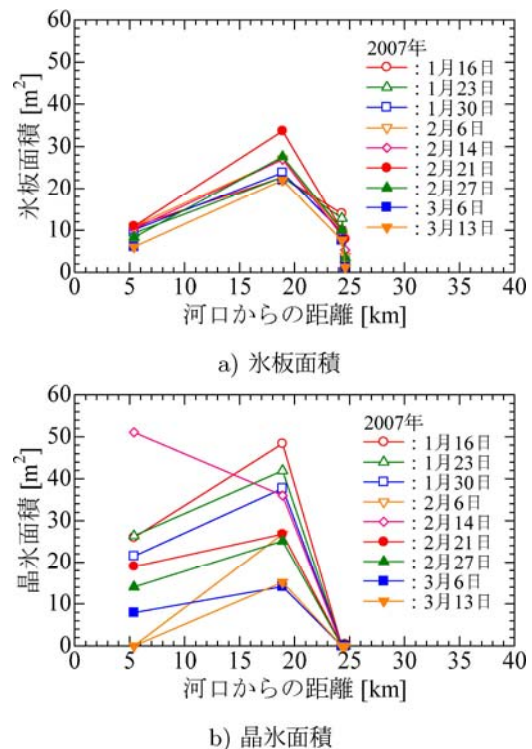 60
50
40
30
20
10
0
氷板面積 [m²]
2007年
: 1月16日
: 1月23日
: 1月30日
: 2月6日
: 2月14日
: 2月21日
: 2月27日
: 3月6日
: 3月13日
0 5 10 15 20 25 30 35 40
河口からの距離 [km]
a) 氷板面積
60
50
40
30
20
10
0
晶氷面積 [m²]
2007年
: 1月16日
: 1月23日
: 1月30日
: 2月6日
: 2月14日
: 2月21日
: 2月27日
: 3月6日
: 3月13日
0 5 10 15 20 25 30 35 40
河口からの距離 [km]
b) 晶氷面積